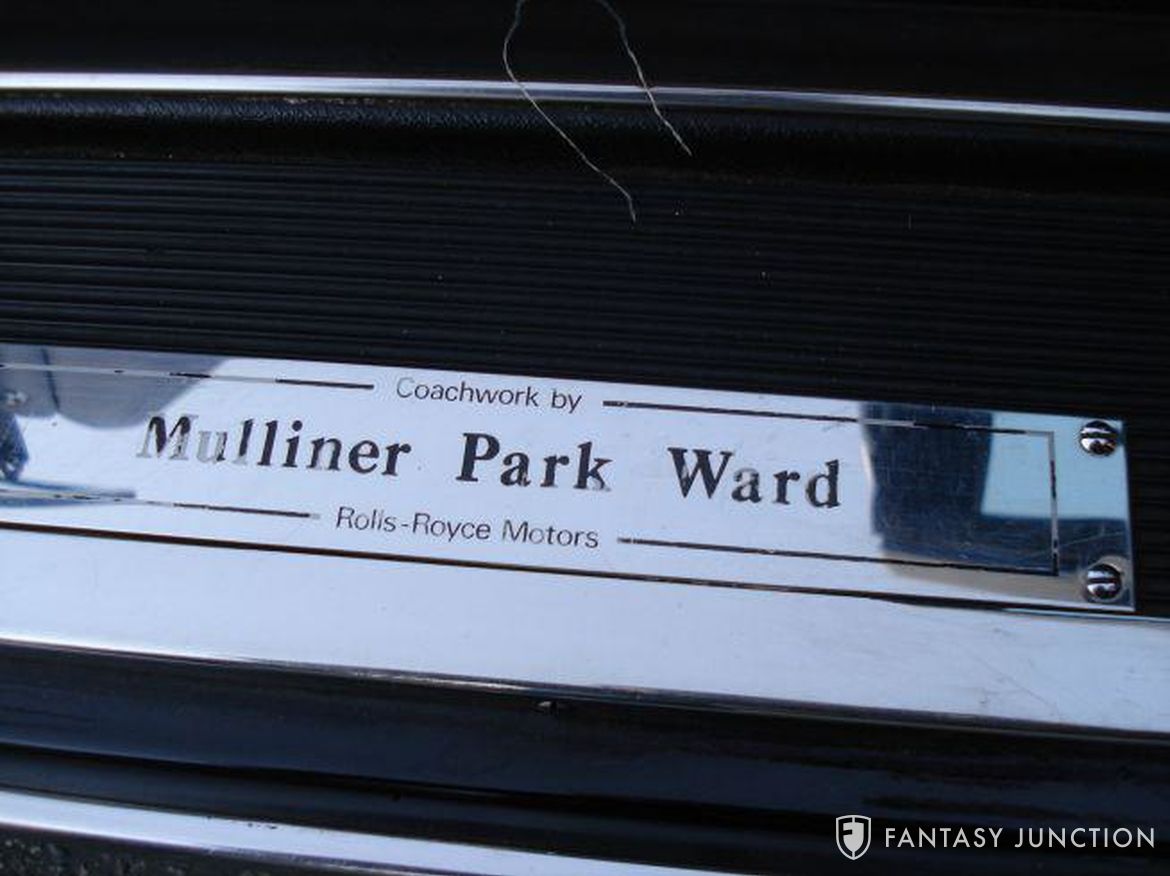 Coachwork by
Mulliner Park Ward
Rolls-Royce Motors
FANTASY JUNCTION